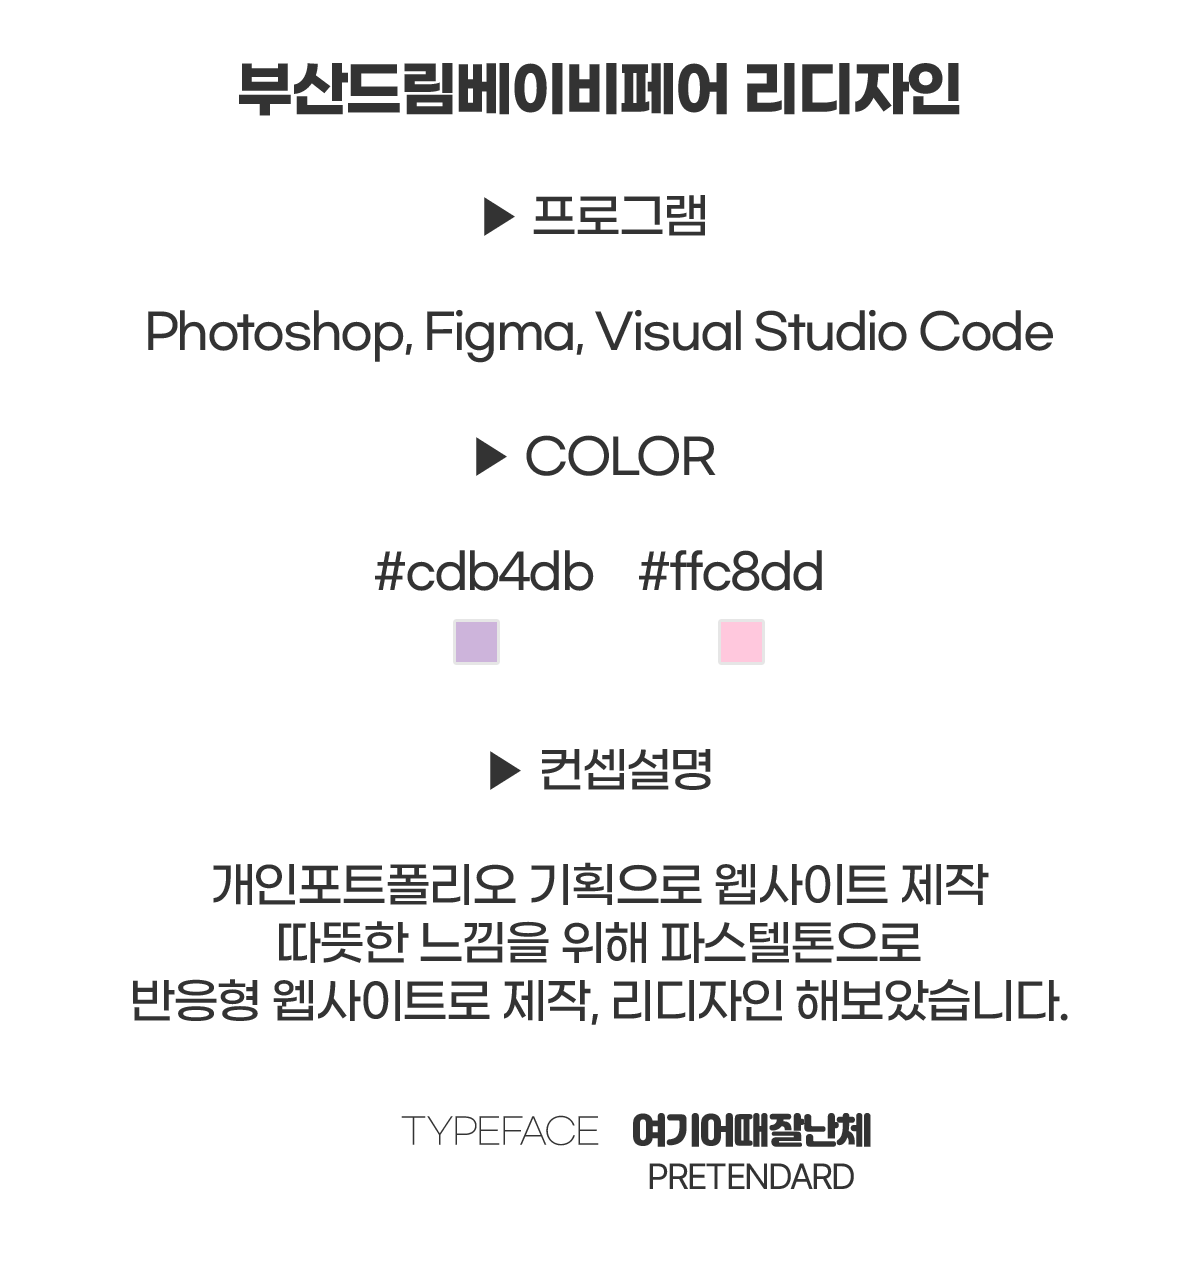 부산드림베이비페어 리디자인
▶ 프로그램
Photoshop, Figma, Visual Studio Code
▶ COLOR
#cdb4db #ffc8dd
▶ 컨셉설명
개인포트폴리오 기획으로 웹사이트 제작
따뜻한 느낌을 위해 파스텔톤으로
반응형 웹사이트로 제작, 리디자인 해보았습니다.
TYPEFACE 여기어때잘난체
PRETENDARD